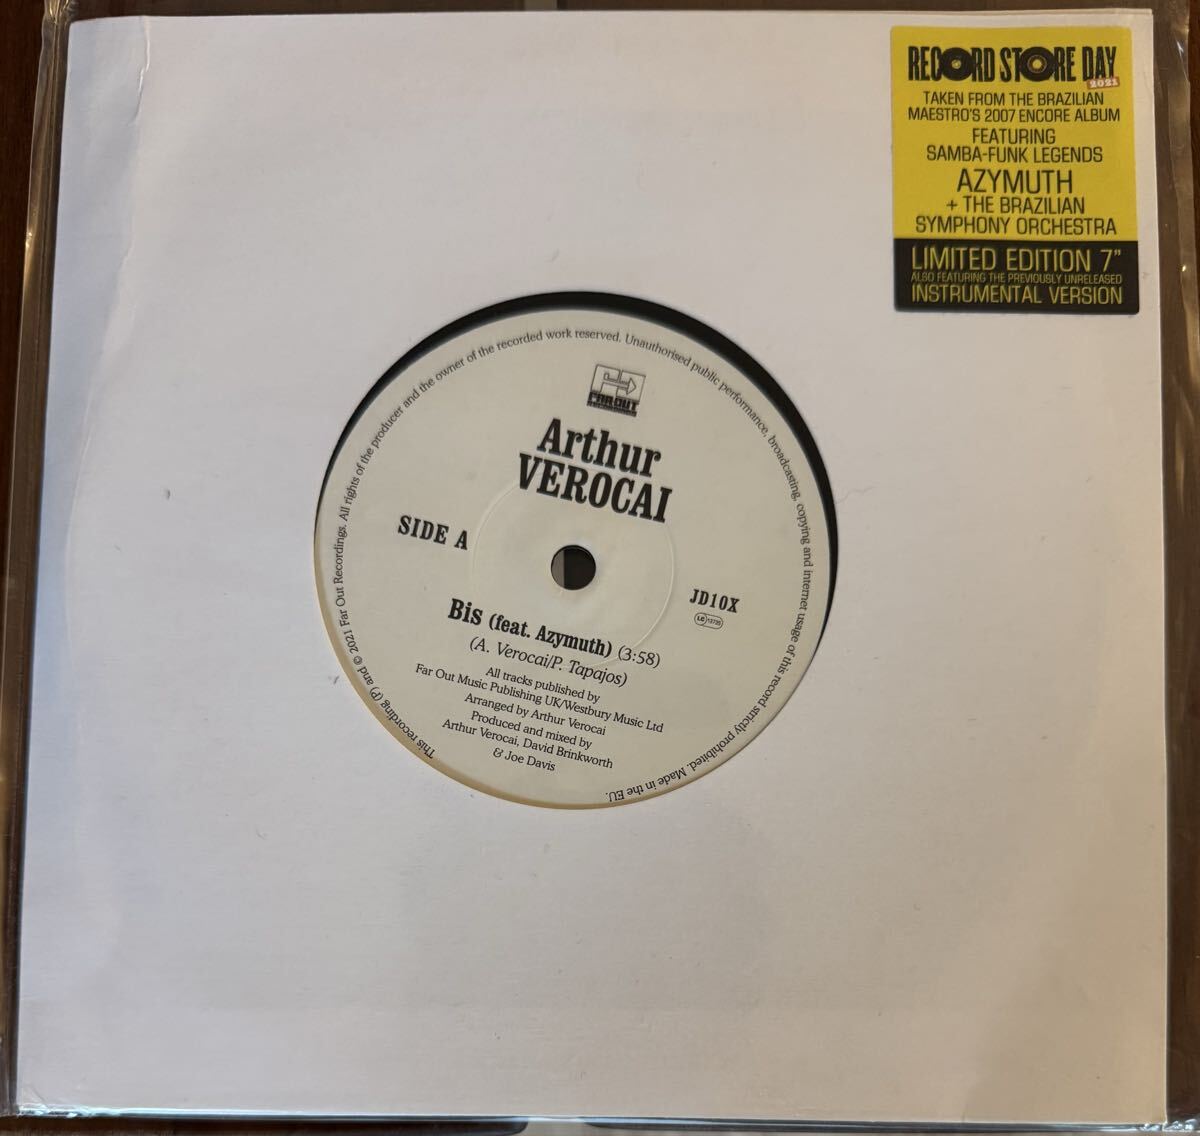 RECORD STORE DAY
2021
TAKEN FROM THE BRAZILIAN
MAESTRO'S 2007 ENCORE ALBUM
FEATURING
SAMBA-FUNK LEGENDS
AZYMUTH
+ THE BRAZILIAN
SYMPHONY ORCHESTRA
LIMITED EDITION 7"
ALSO FEATURING THE PREVIOUSLY UNRELEASED
INSTRUMENTAL VERSION
This recording (P) and © 2021 Far Out Recordings. All rights of the producer and the owner of the recorded work reserved. Unauthorised public performance, broadcasting, copying and internet usage of this record strictly prohibited. Made in the EU.
FAR OUT
RECORDINGS
Arthur
VEROCAI
SIDE A
JD10X
LC 13735
Bis (feat. Azymuth) (3:58)
(A. Verocai/P. Tapajos)
All tracks published by
Far Out Music Publishing UK/Westbury Music Ltd
Arranged by Arthur Verocai
Produced and mixed by
Arthur Verocai, David Brinkworth
& Joe Davis